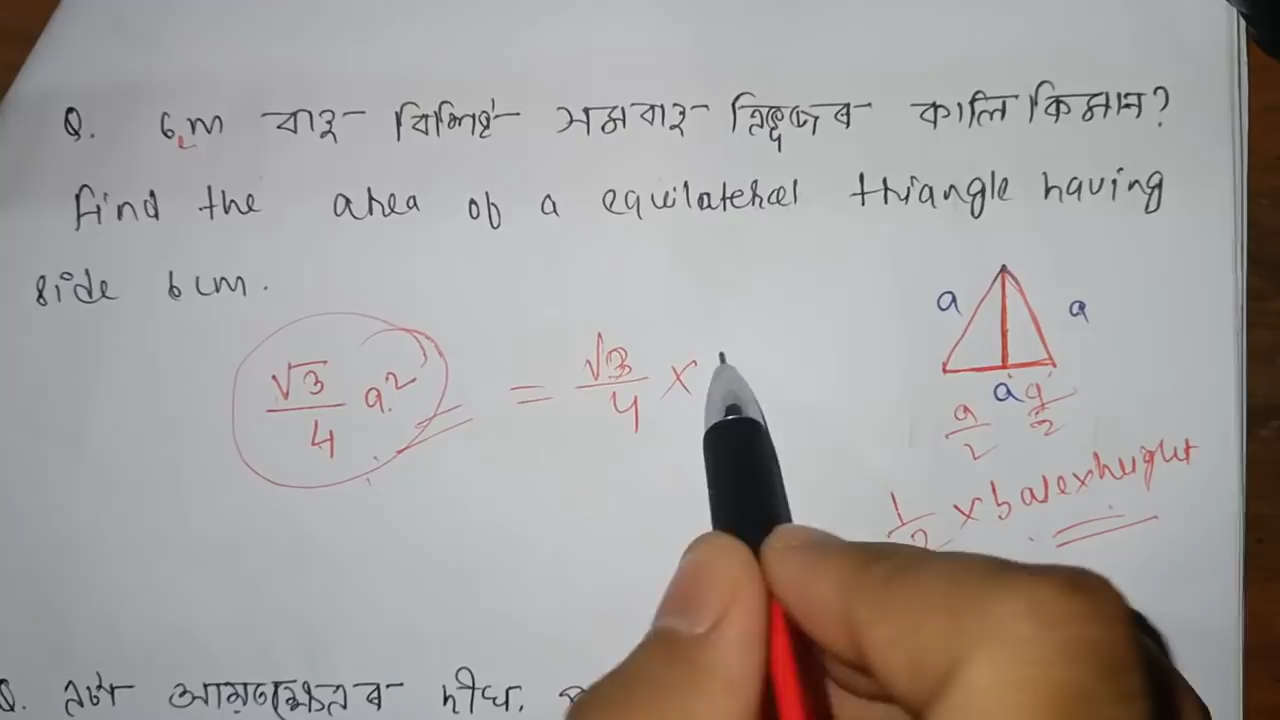 Q. 6cm বাহু বিশিষ্ট সমবাহু ত্রিভুজৰ কালি কিমান?
Find the area of a equilateral triangle having
side 6cm.
√3/4 a² = √3/4 ×
a a
a a/2
a/2
1/2 × base×height
Q. এটা আয়তক্ষেত্ৰৰ দীঘ.